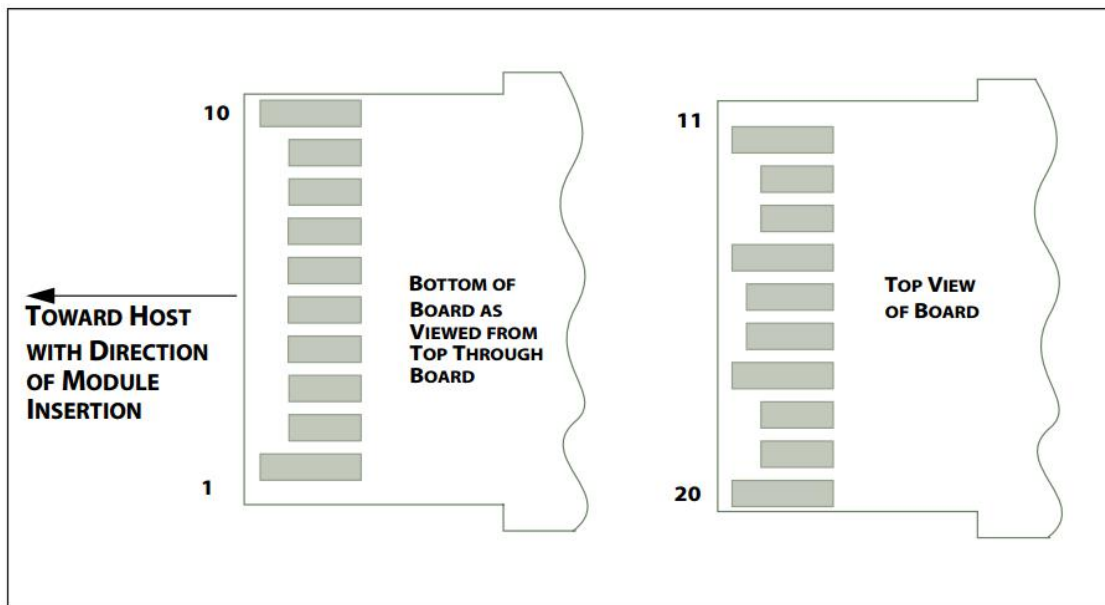 10
1
TOWARD HOST
WITH DIRECTION
OF MODULE
INSERTION
BOTTOM OF
BOARD AS
VIEWED FROM
TOP THROUGH
BOARD
11
20
TOP VIEW
OF BOARD